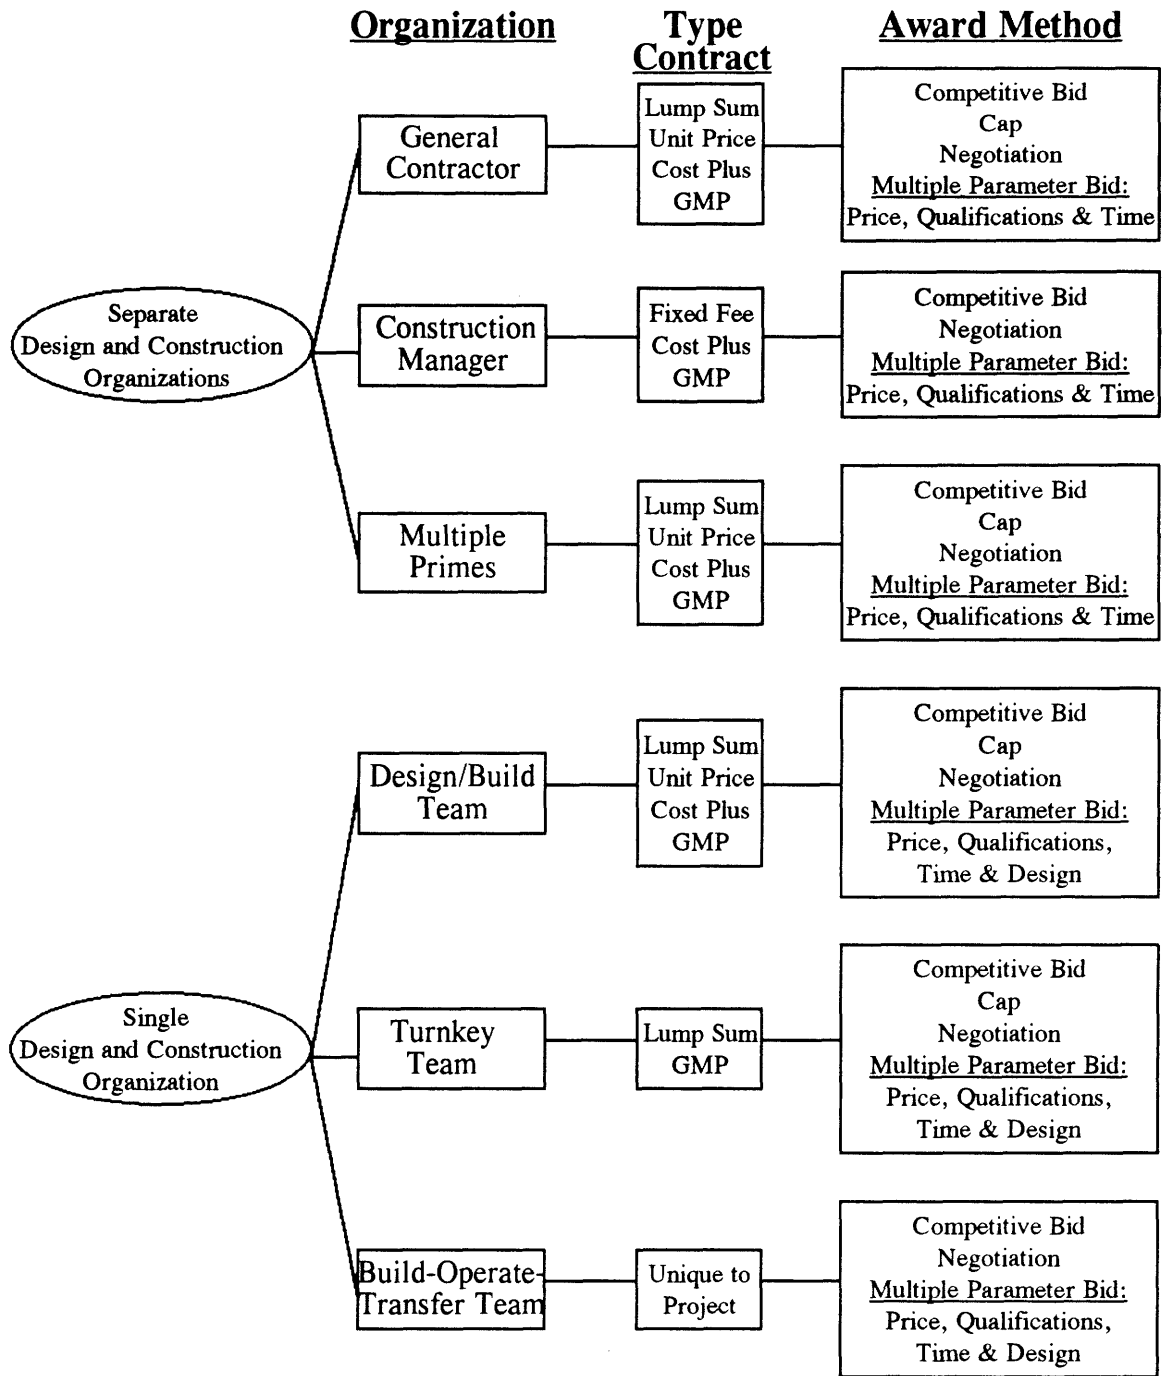 Organization
Type
Contract
Award Method
Separate
Design and Construction
Organizations
General
Contractor
Lump Sum
Unit Price
Cost Plus
GMP
Competitive Bid
Cap
Negotiation
Multiple Parameter Bid:
Price, Qualifications & Time
Construction
Manager
Fixed Fee
Cost Plus
GMP
Competitive Bid
Negotiation
Multiple Parameter Bid:
Price, Qualifications & Time
Multiple
Primes
Lump Sum
Unit Price
Cost Plus
GMP
Competitive Bid
Cap
Negotiation
Multiple Parameter Bid:
Price, Qualifications & Time
Single
Design and Construction
Organization
Design/Build
Team
Lump Sum
Unit Price
Cost Plus
GMP
Competitive Bid
Cap
Negotiation
Multiple Parameter Bid:
Price, Qualifications,
Time & Design
Turnkey
Team
Lump Sum
GMP
Competitive Bid
Cap
Negotiation
Multiple Parameter Bid:
Price, Qualifications,
Time & Design
Build-Operate-
Transfer Team
Unique to
Project
Competitive Bid
Negotiation
Multiple Parameter Bid:
Price, Qualifications,
Time & Design